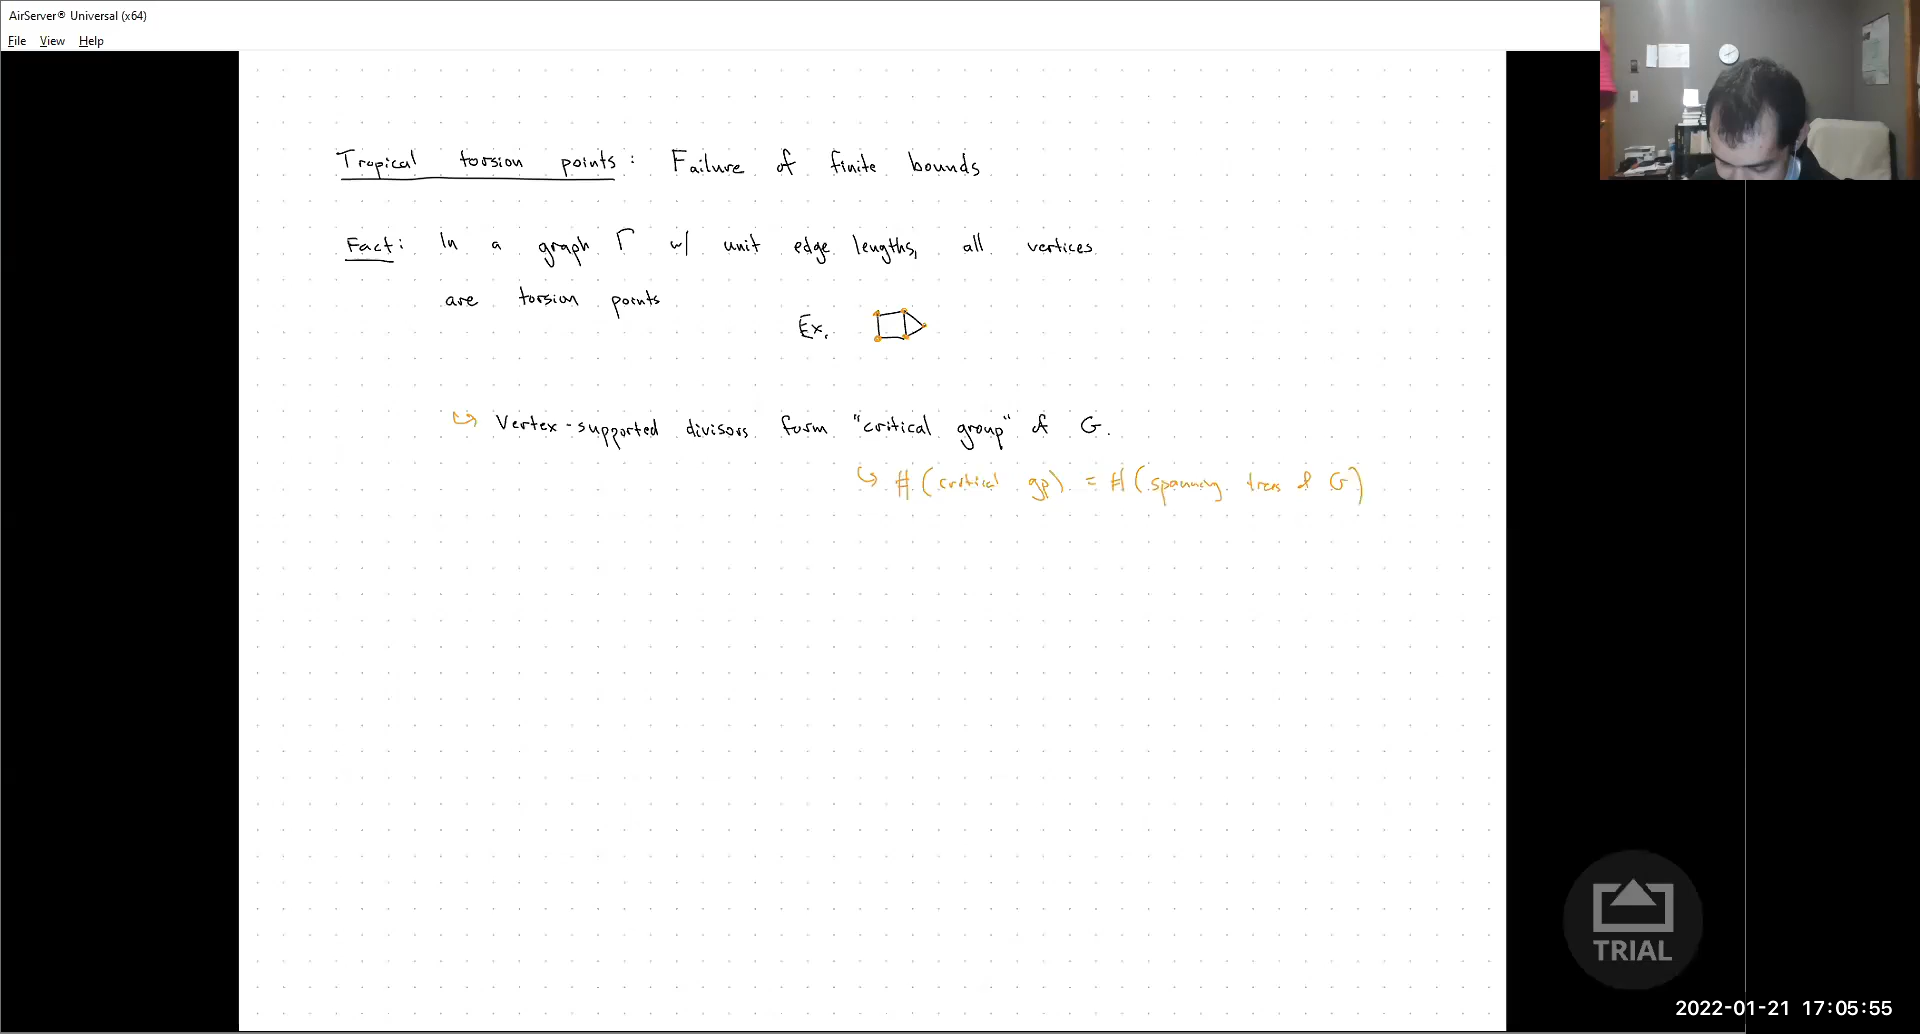 AirServer® Universal (x64)
File View Help
Tropical torsion points: Failure of finite bounds
Fact: In a graph Γ w/ unit edge lengths, all vertices
are torsion points
Ex.
↪ Vertex-supported divisors form "critical group" of G.
↪ #(critical gp) = #(spanning trees of G)
TRIAL
2022-01-21 17:05:55